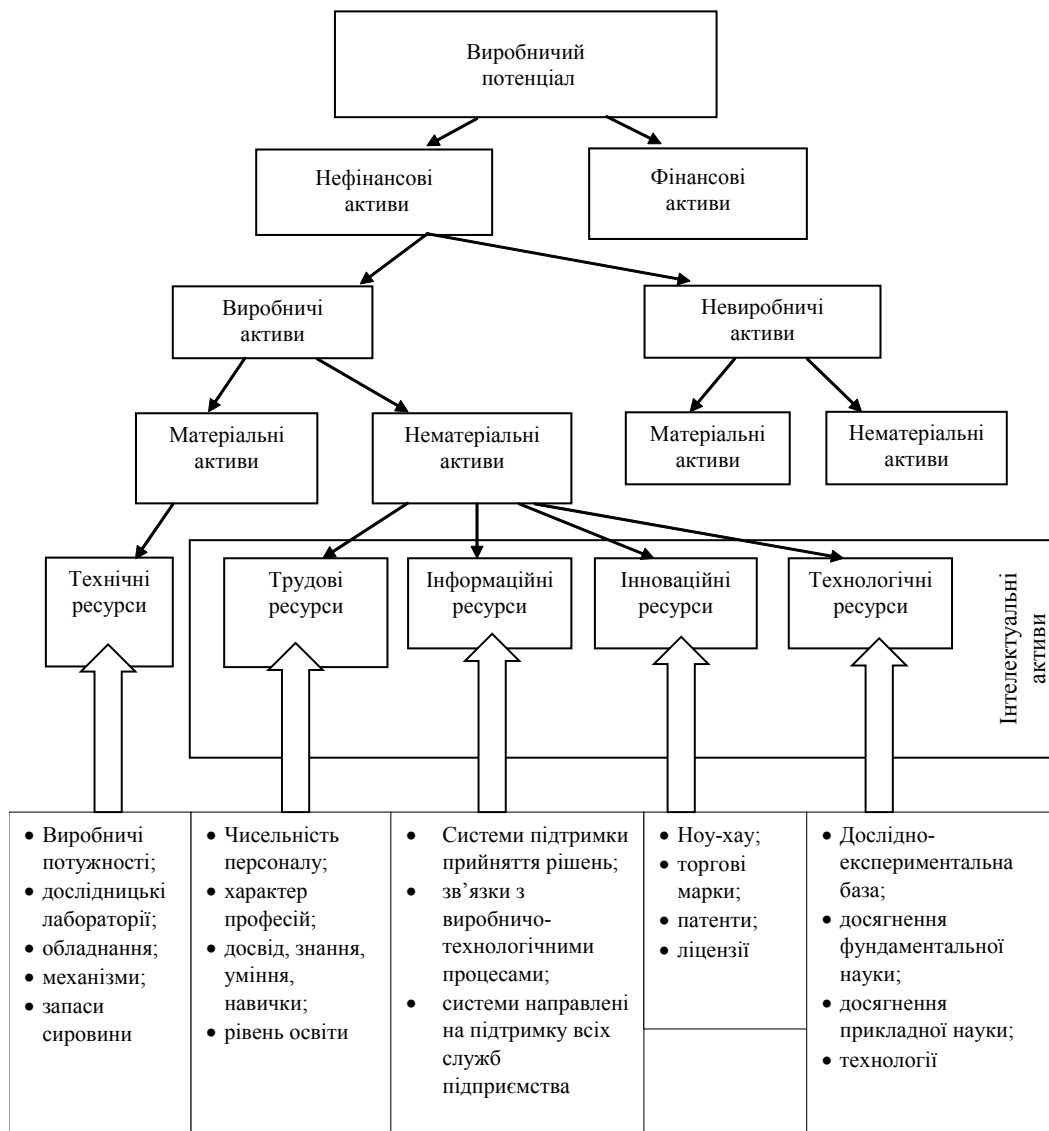 Виробничий
потенціал
Нефінансові
активи
Фінансові
активи
Виробничі
активи
Невиробничі
активи
Матеріальні
активи
Нематеріальні
активи
Матеріальні
активи
Нематеріальні
активи
Технічні
ресурси
Трудові
ресурси
Інформаційні
ресурси
Інноваційні
ресурси
Технологічні
ресурси
Інтелектуальні
активи
• Виробничі
потужності;
• дослідницькі
лабораторії;
• обладнання;
• механізми;
• запаси
сировини
• Чисельність
персоналу;
• характер
професій;
• досвід, знання,
уміння,
навички;
• рівень освіти
• Системи підтримки
прийняття рішень;
• зв’язки з
виробничо-
технологічними
процесами;
• системи направлені
на підтримку всіх
служб
підприємства
• Ноу-хау;
• торгові
марки;
• патенти;
• ліцензії
• Дослідно-
експериментальна
база;
• досягнення
фундаментальної
науки;
• досягнення
прикладної науки;
• технології